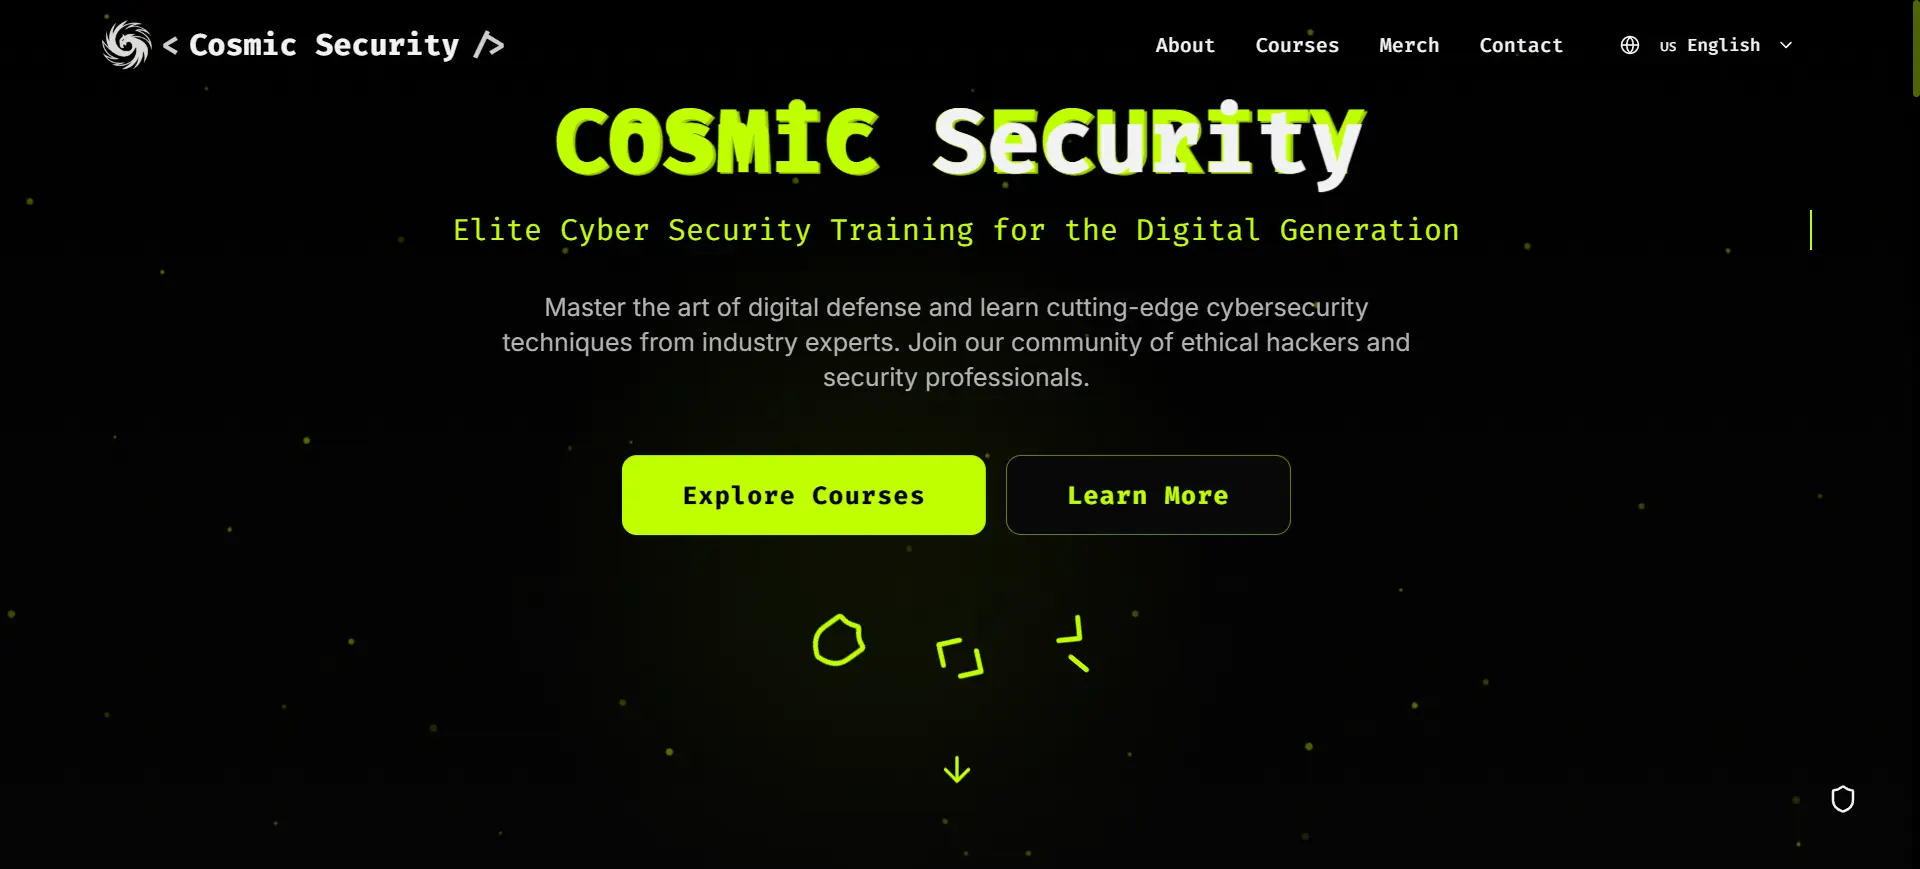 < Cosmic Security />
About
Courses
Merch
Contact
US English
COSMiC Security
Elite Cyber Security Training for the Digital Generation
Master the art of digital defense and learn cutting-edge cybersecurity
techniques from industry experts. Join our community of ethical hackers and
security professionals.
Explore Courses
Learn More